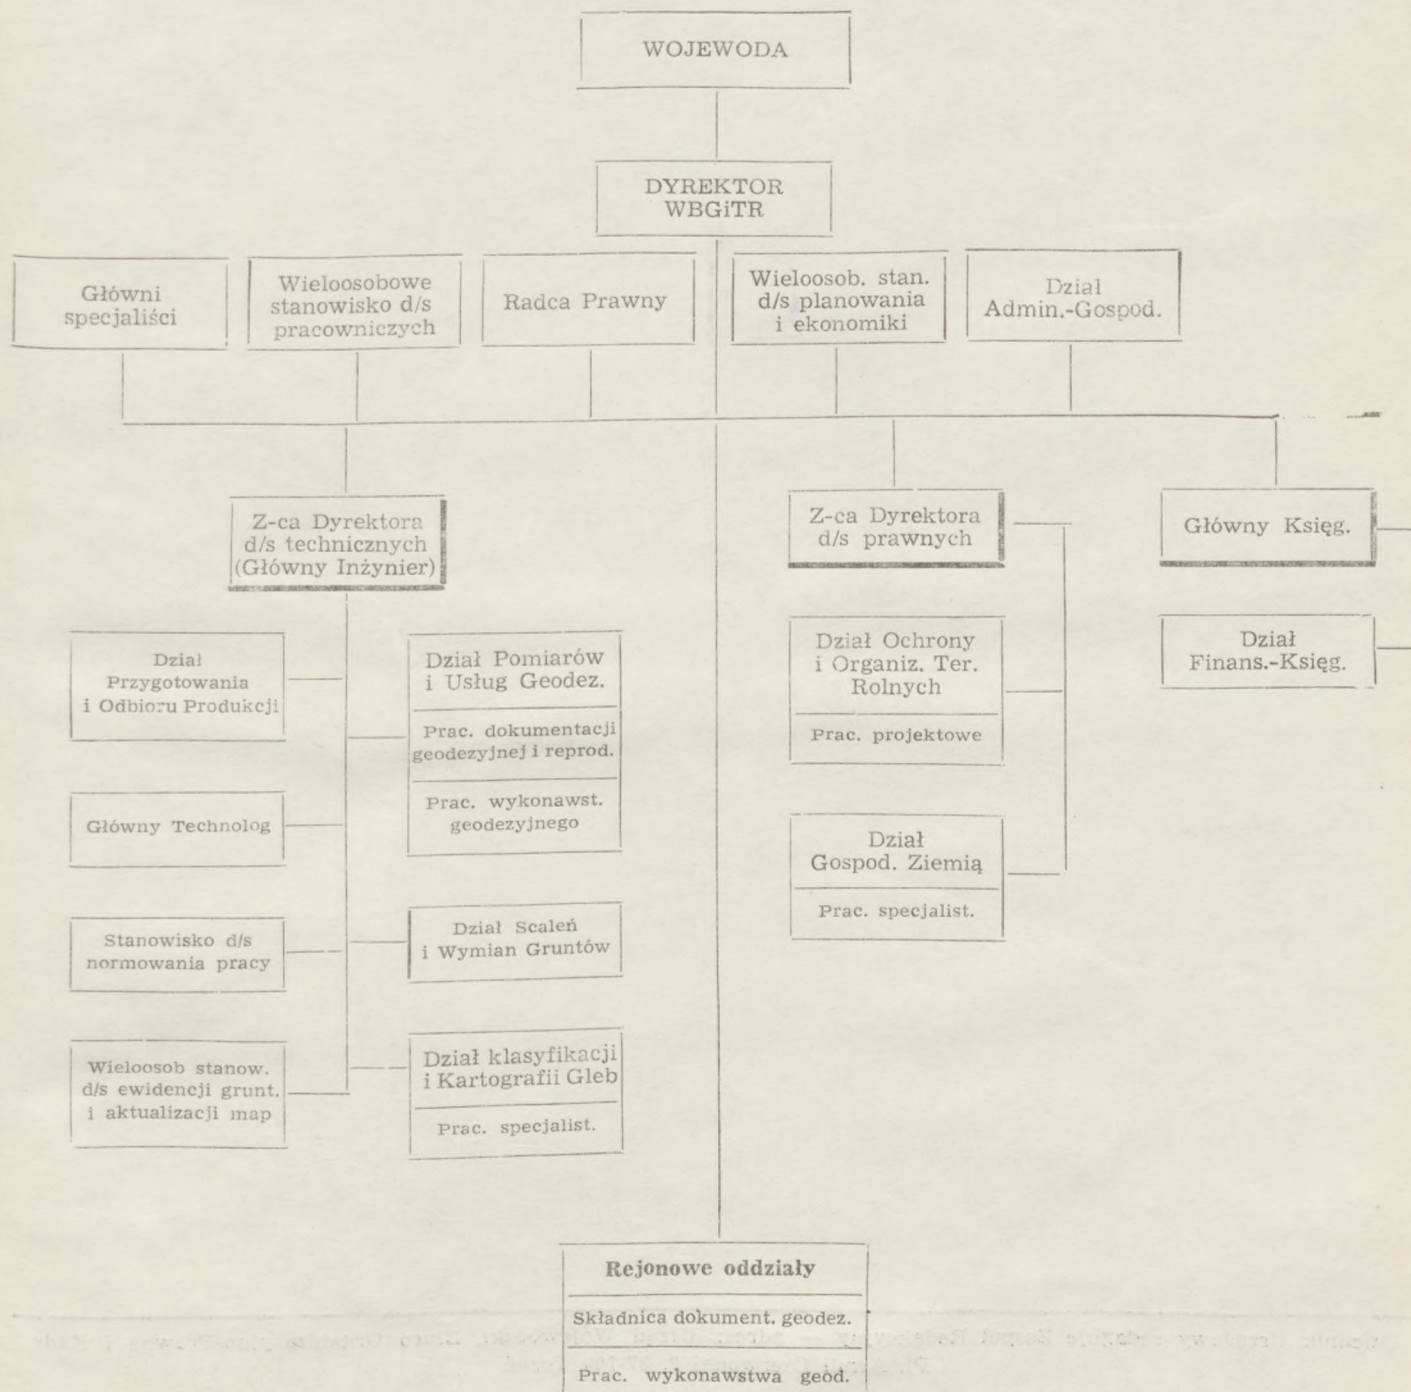 WOJEWODA
DYREKTOR
WBGiTR
Główni
specjaliści
Wieloosobowe
stanowisko d/s
pracowniczych
Radca Prawny
Wieloosob. stan.
d/s planowania
i ekonomiki
Dział
Admin.-Gospod.
Z-ca Dyrektora
d/s technicznych
(Główny Inżynier)
Z-ca Dyrektora
d/s prawnych
Główny Księg.
Dział
Przygotowania
i Odbioru Produkcji
Dział Pomiarów
i Usług Geodez.
Prac. dokumentacji
geodezyjnej i reprod.
Prac. wykonawst.
geodezyjnego
Dział Ochrony
i Organiz. Ter.
Rolnych
Prac. projektowe
Dział
Finans.-Księg.
Główny Technolog
Dział
Gospod. Ziemią
Prac. specjalist.
Stanowisko d/s
normowania pracy
Dział Scaleń
i Wymian Gruntów
Wieloosob stanow.
d/s ewidencji grunt.
i aktualizacji map
Dział klasyfikacji
i Kartografii Gleb
Prac. specjalist.
Rejonowe oddziały
Składnica dokument. geodez.
Prac. wykonawstwa geod.